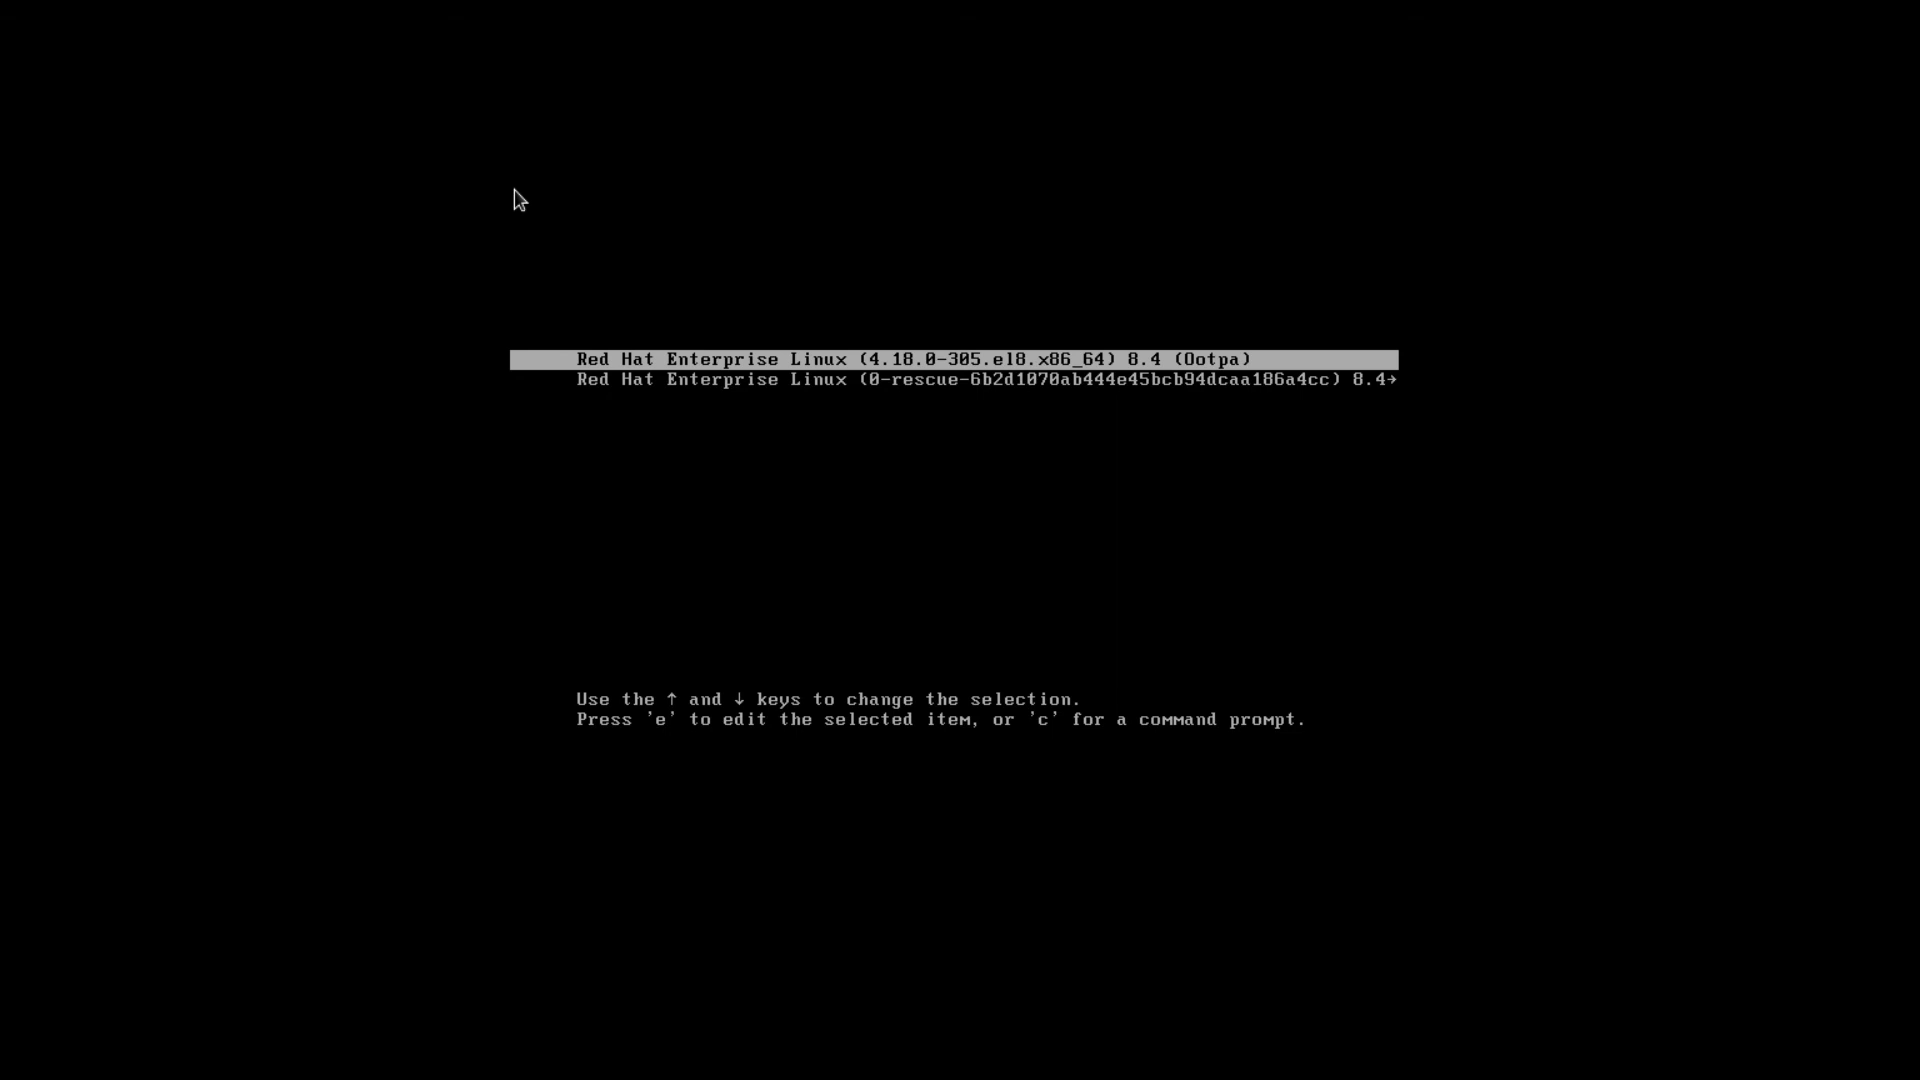 Red Hat Enterprise Linux (4.18.0-305.el8.x86_64) 8.4 (Ootpa)
Red Hat Enterprise Linux (0-rescue-6b2d1070ab444e45bcb94dcaa186a4cc) 8.4→
Use the ↑ and ↓ keys to change the selection.
Press 'e' to edit the selected item, or 'c' for a command prompt.